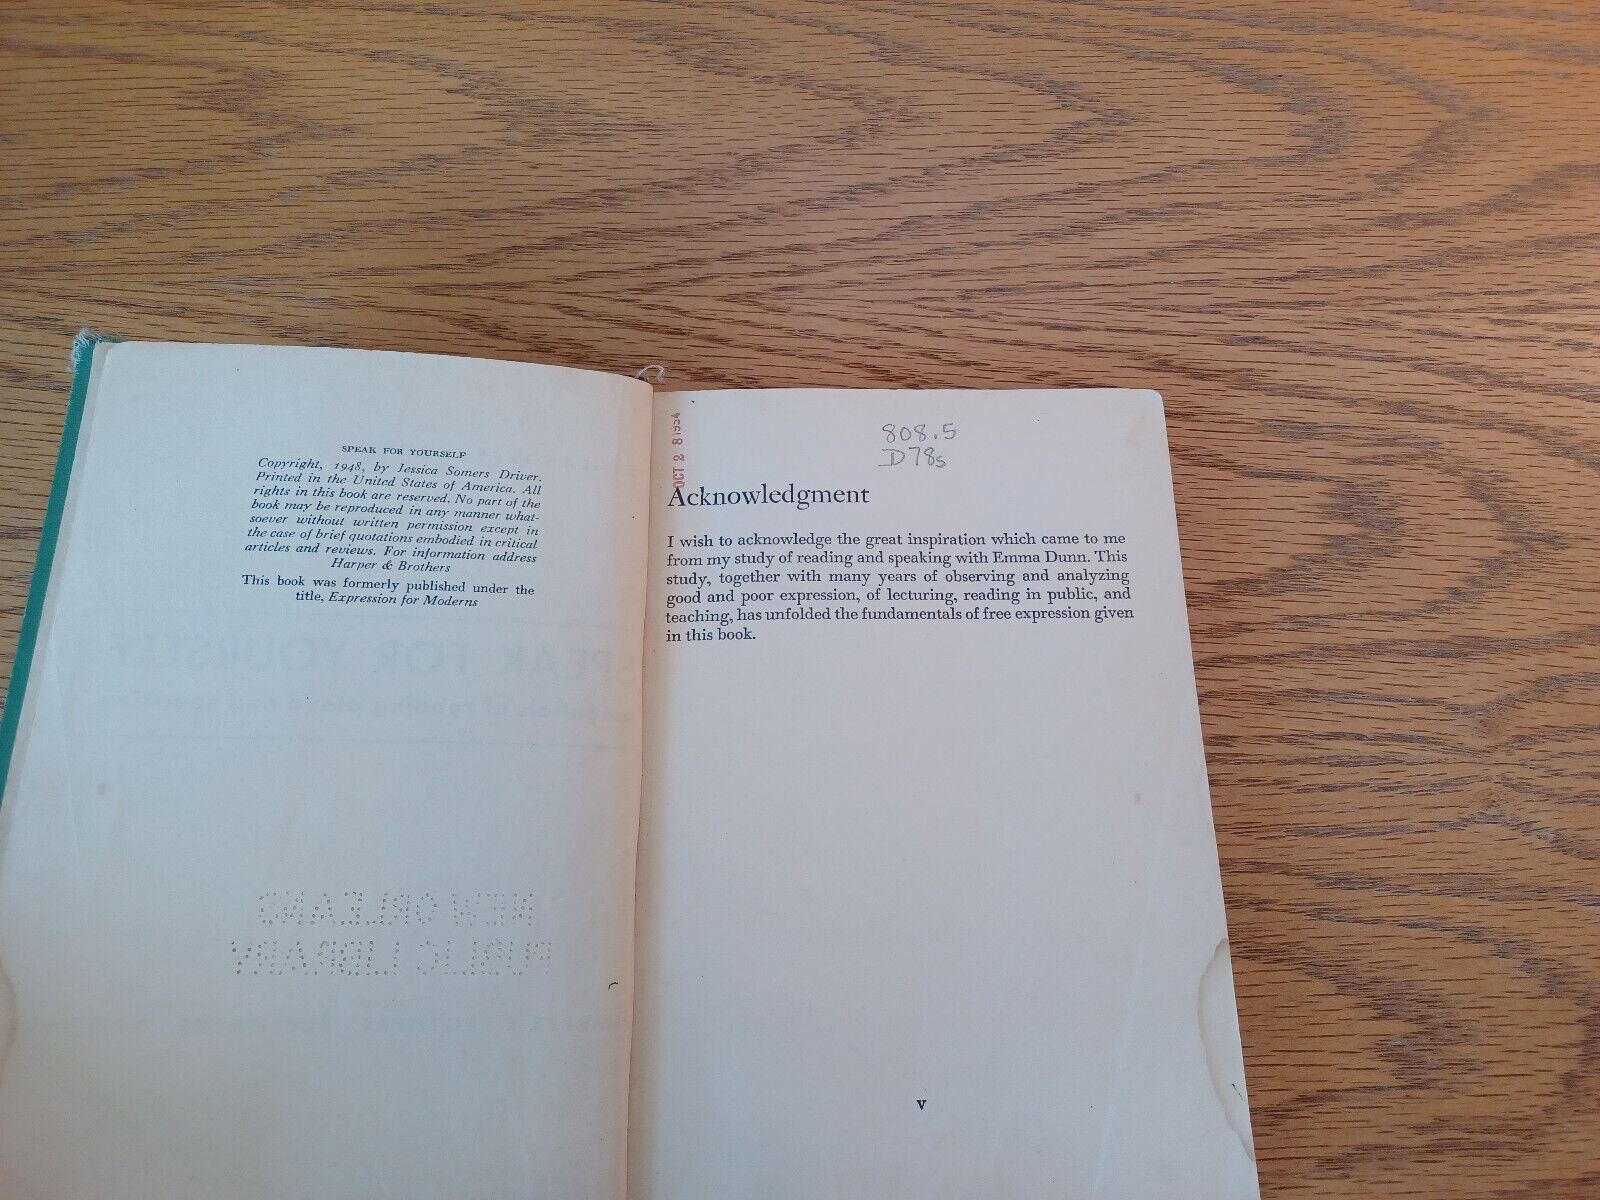 SPEAK FOR YOURSELF
Copyright, 1948, by Jessica Somers Driver.
Printed in the United States of America. All
rights in this book are reserved. No part of the
book may be reproduced in any manner what-
soever without written permission except in
the case of brief quotations embodied in critical
articles and reviews. For information address
Harper & Brothers
This book was formerly published under the
title, Expression for Moderns
NEW ORLEANS
PUBLIC LIBRARY
OCT 2 8 1954
808.5
D78s
Acknowledgment
I wish to acknowledge the great inspiration which came to me
from my study of reading and speaking with Emma Dunn. This
study, together with many years of observing and analyzing
good and poor expression, of lecturing, reading in public, and
teaching, has unfolded the fundamentals of free expression given
in this book.
v